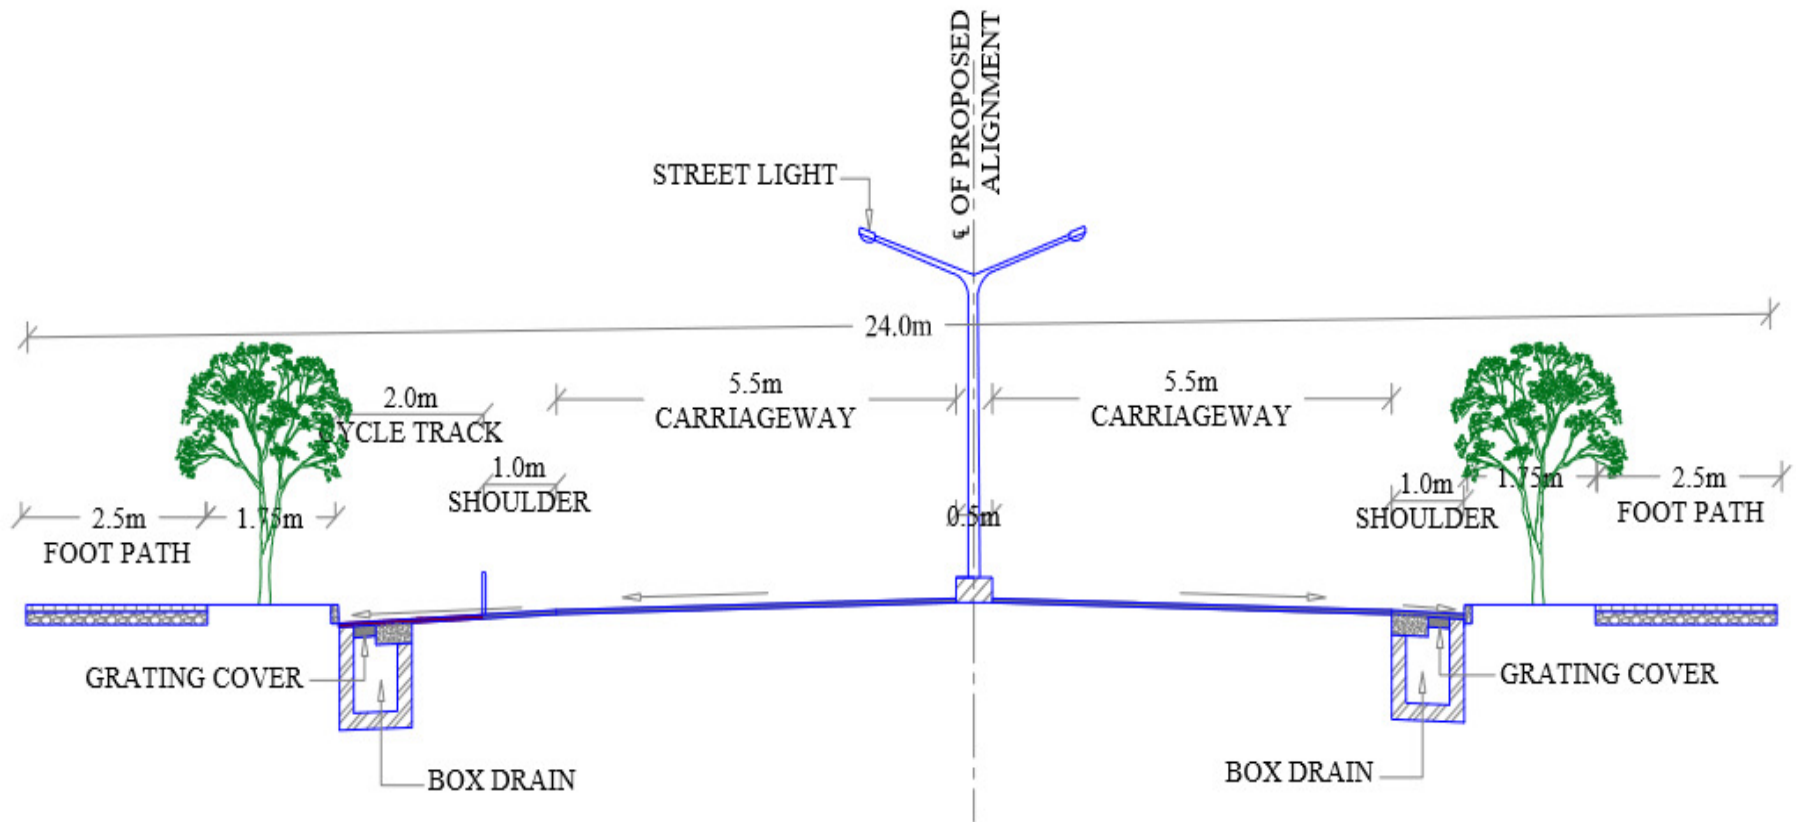 ℄ OF PROPOSED
ALIGNMENT
STREET LIGHT
24.0m
2.0m
CYCLE TRACK
5.5m
CARRIAGEWAY
5.5m
CARRIAGEWAY
1.0m
SHOULDER
1.0m
SHOULDER
2.5m
FOOT PATH
1.75m
0.5m
1.75m
2.5m
FOOT PATH
GRATING COVER
GRATING COVER
BOX DRAIN
BOX DRAIN